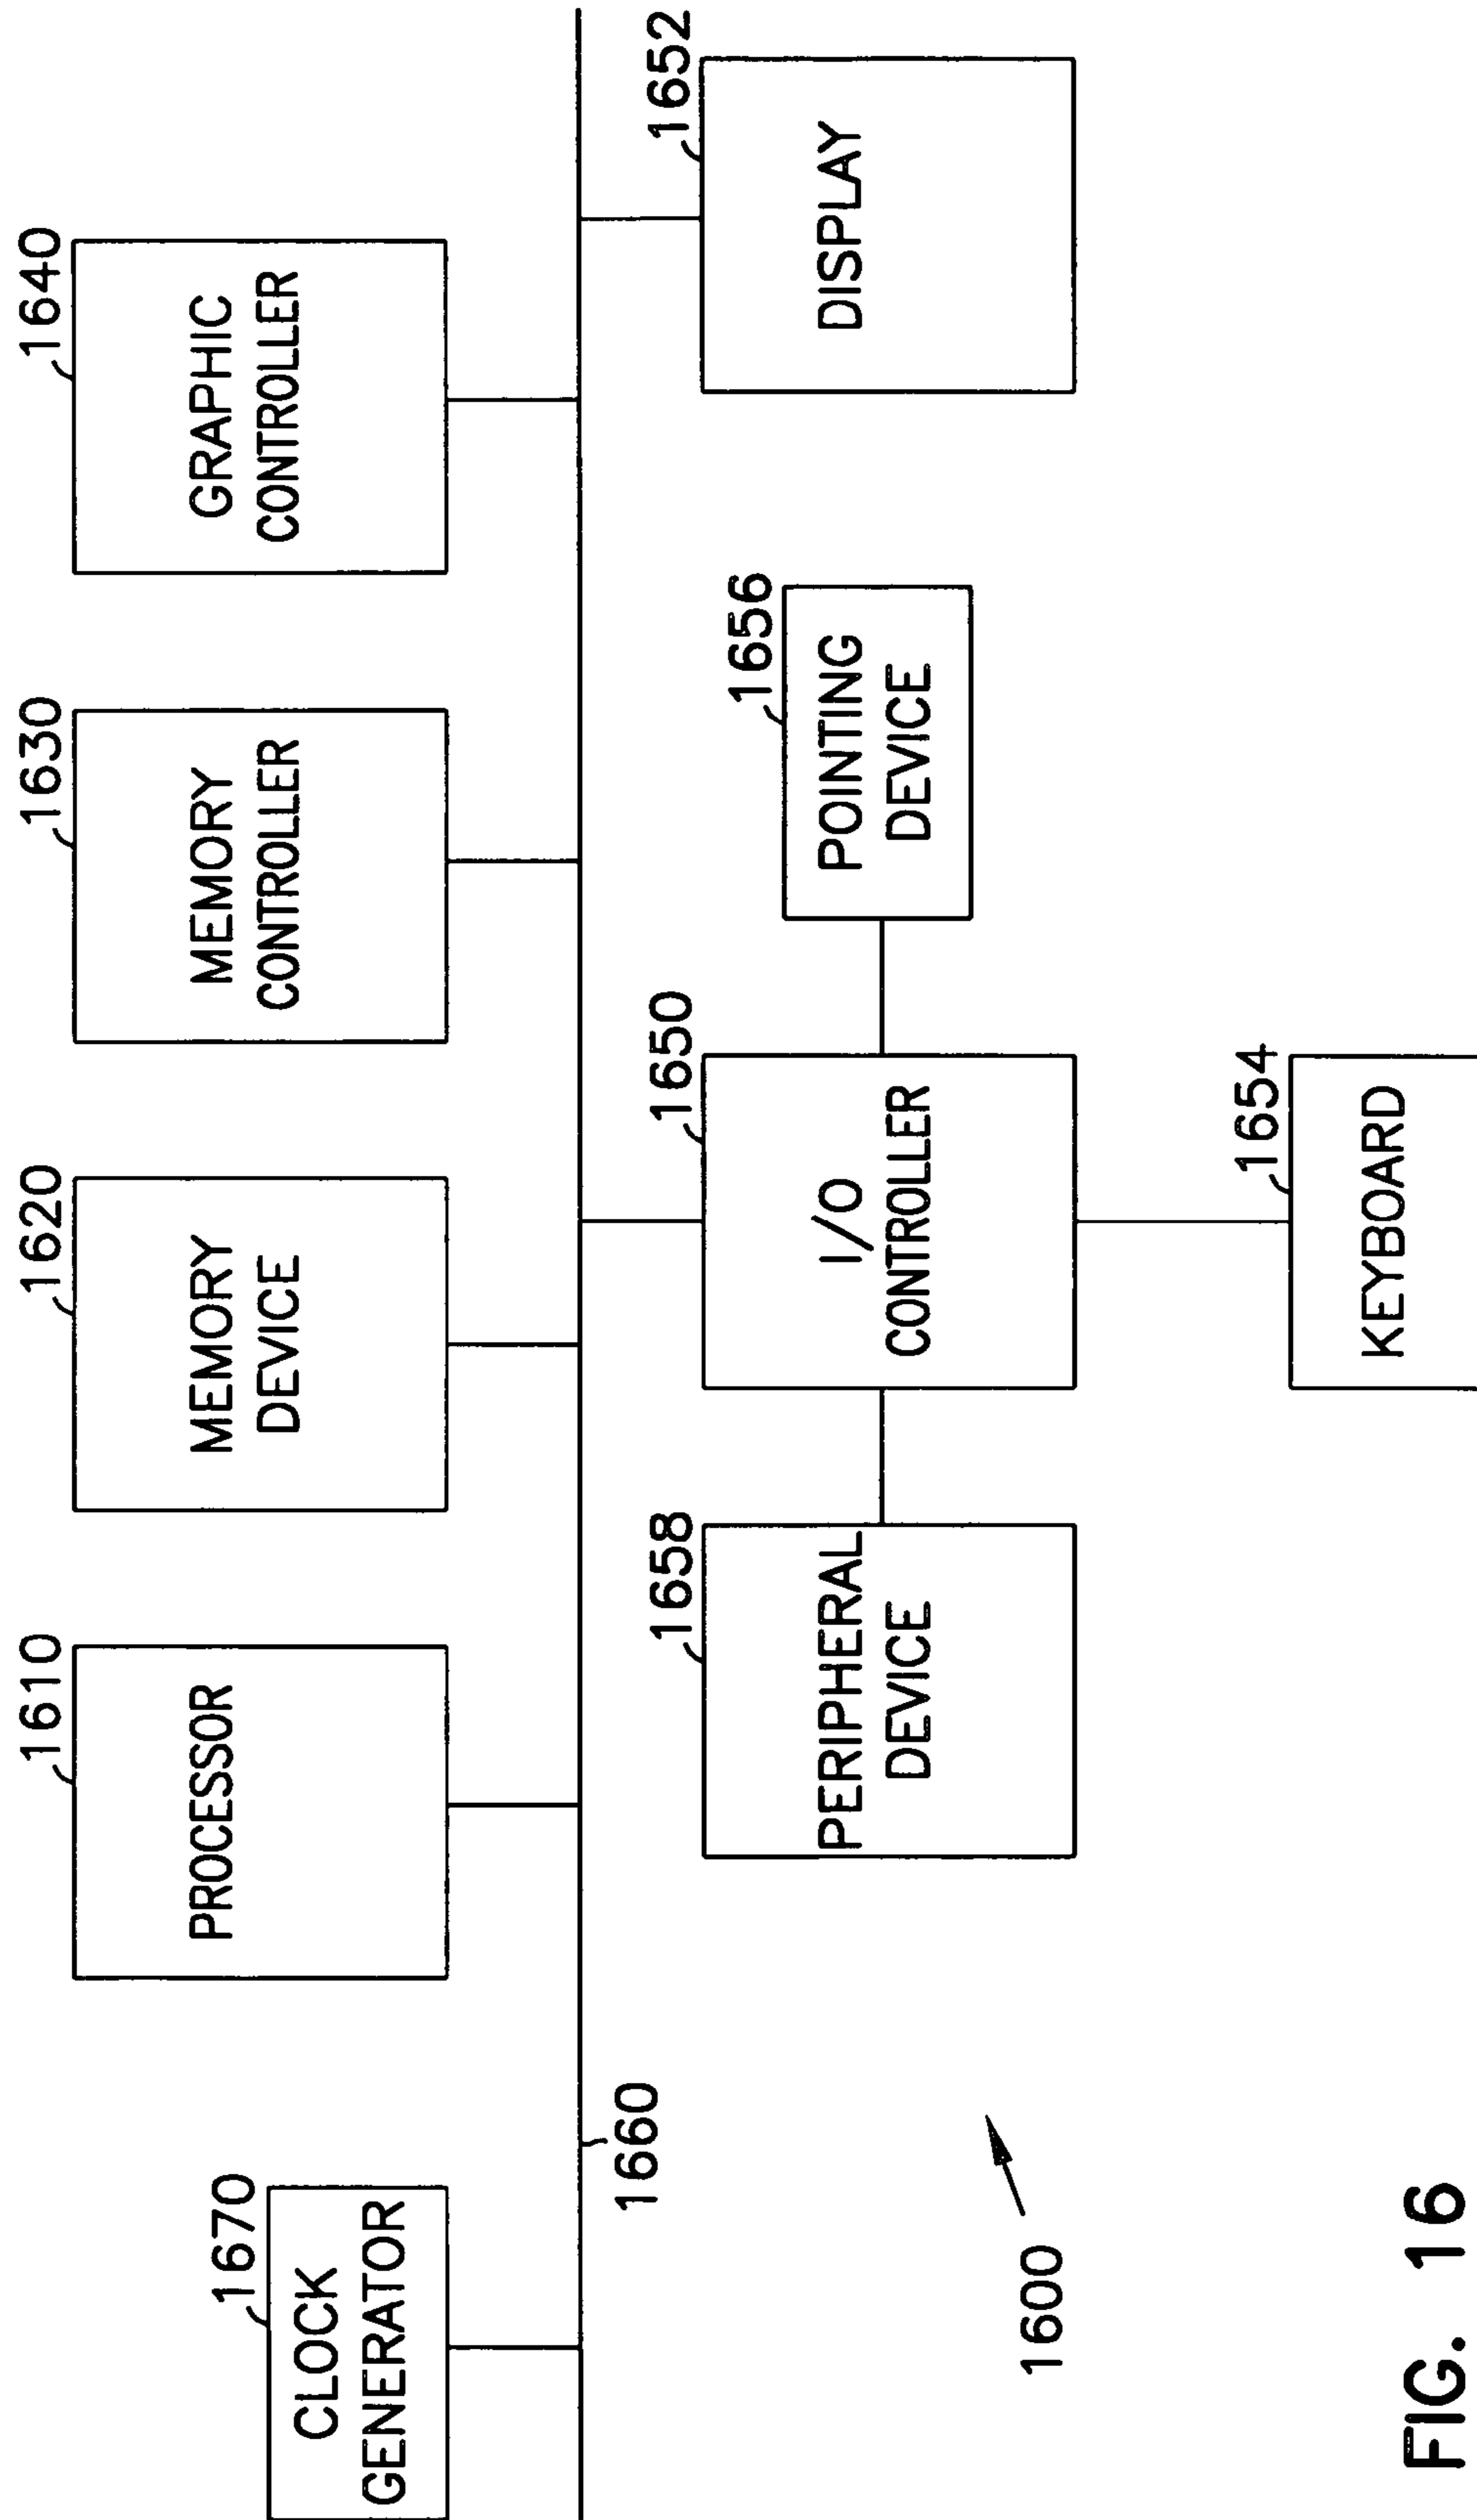 1670
CLOCK
GENERATOR
1610
PROCESSOR
1620
MEMORY
DEVICE
1630
MEMORY
CONTROLLER
1640
GRAPHIC
CONTROLLER
1660
1658
PERIPHERAL
DEVICE
1650
I/O
CONTROLLER
1656
POINTING
DEVICE
1652
DISPLAY
1600
1654
KEYBOARD
FIG. 16